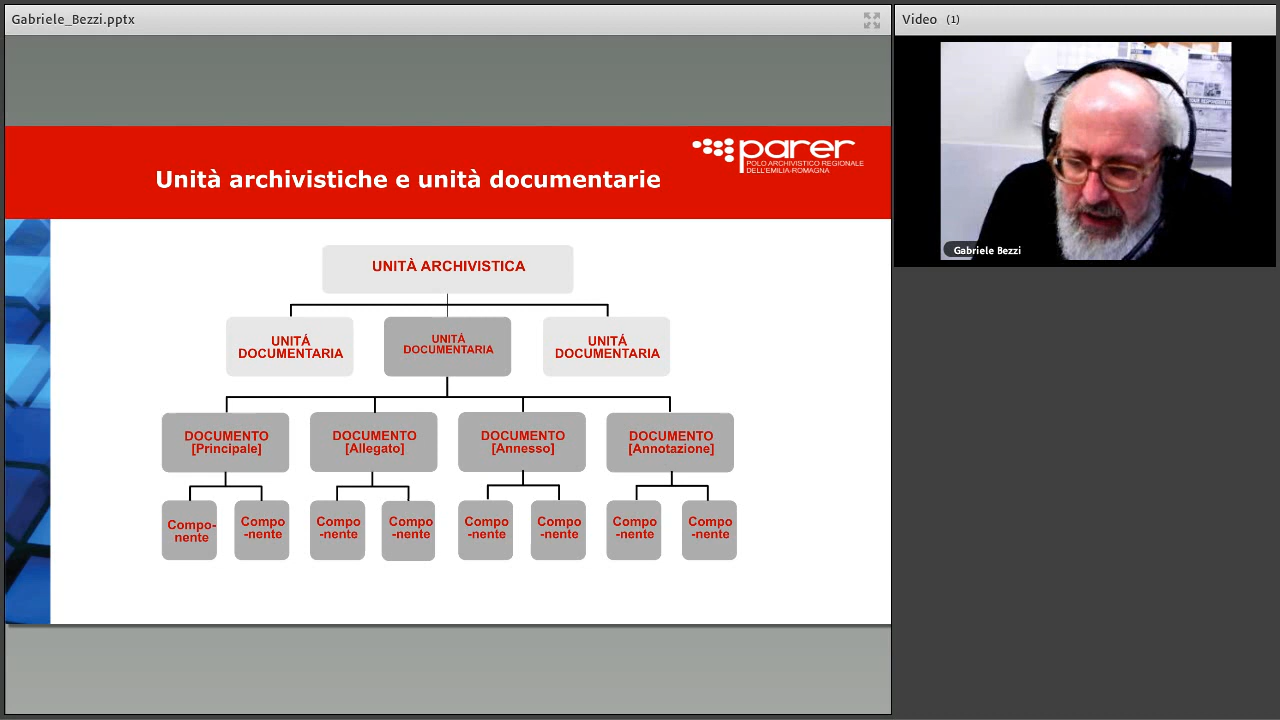 Gabriele_Bezzi.pptx
Video (1)
parer
POLO ARCHIVISTICO REGIONALE
DELL'EMILIA-ROMAGNA
Unità archivistiche e unità documentarie
Gabriele Bezzi
UNITÀ ARCHIVISTICA
UNITÁ
DOCUMENTARIA
UNITÀ
DOCUMENTARIA
UNITÁ
DOCUMENTARIA
DOCUMENTO
[Principale]
DOCUMENTO
[Allegato]
DOCUMENTO
[Annesso]
DOCUMENTO
[Annotazione]
Compo-
nente
Compo
-nente
Compo
-nente
Compo
-nente
Compo
-nente
Compo
-nente
Compo
-nente
Compo
-nente